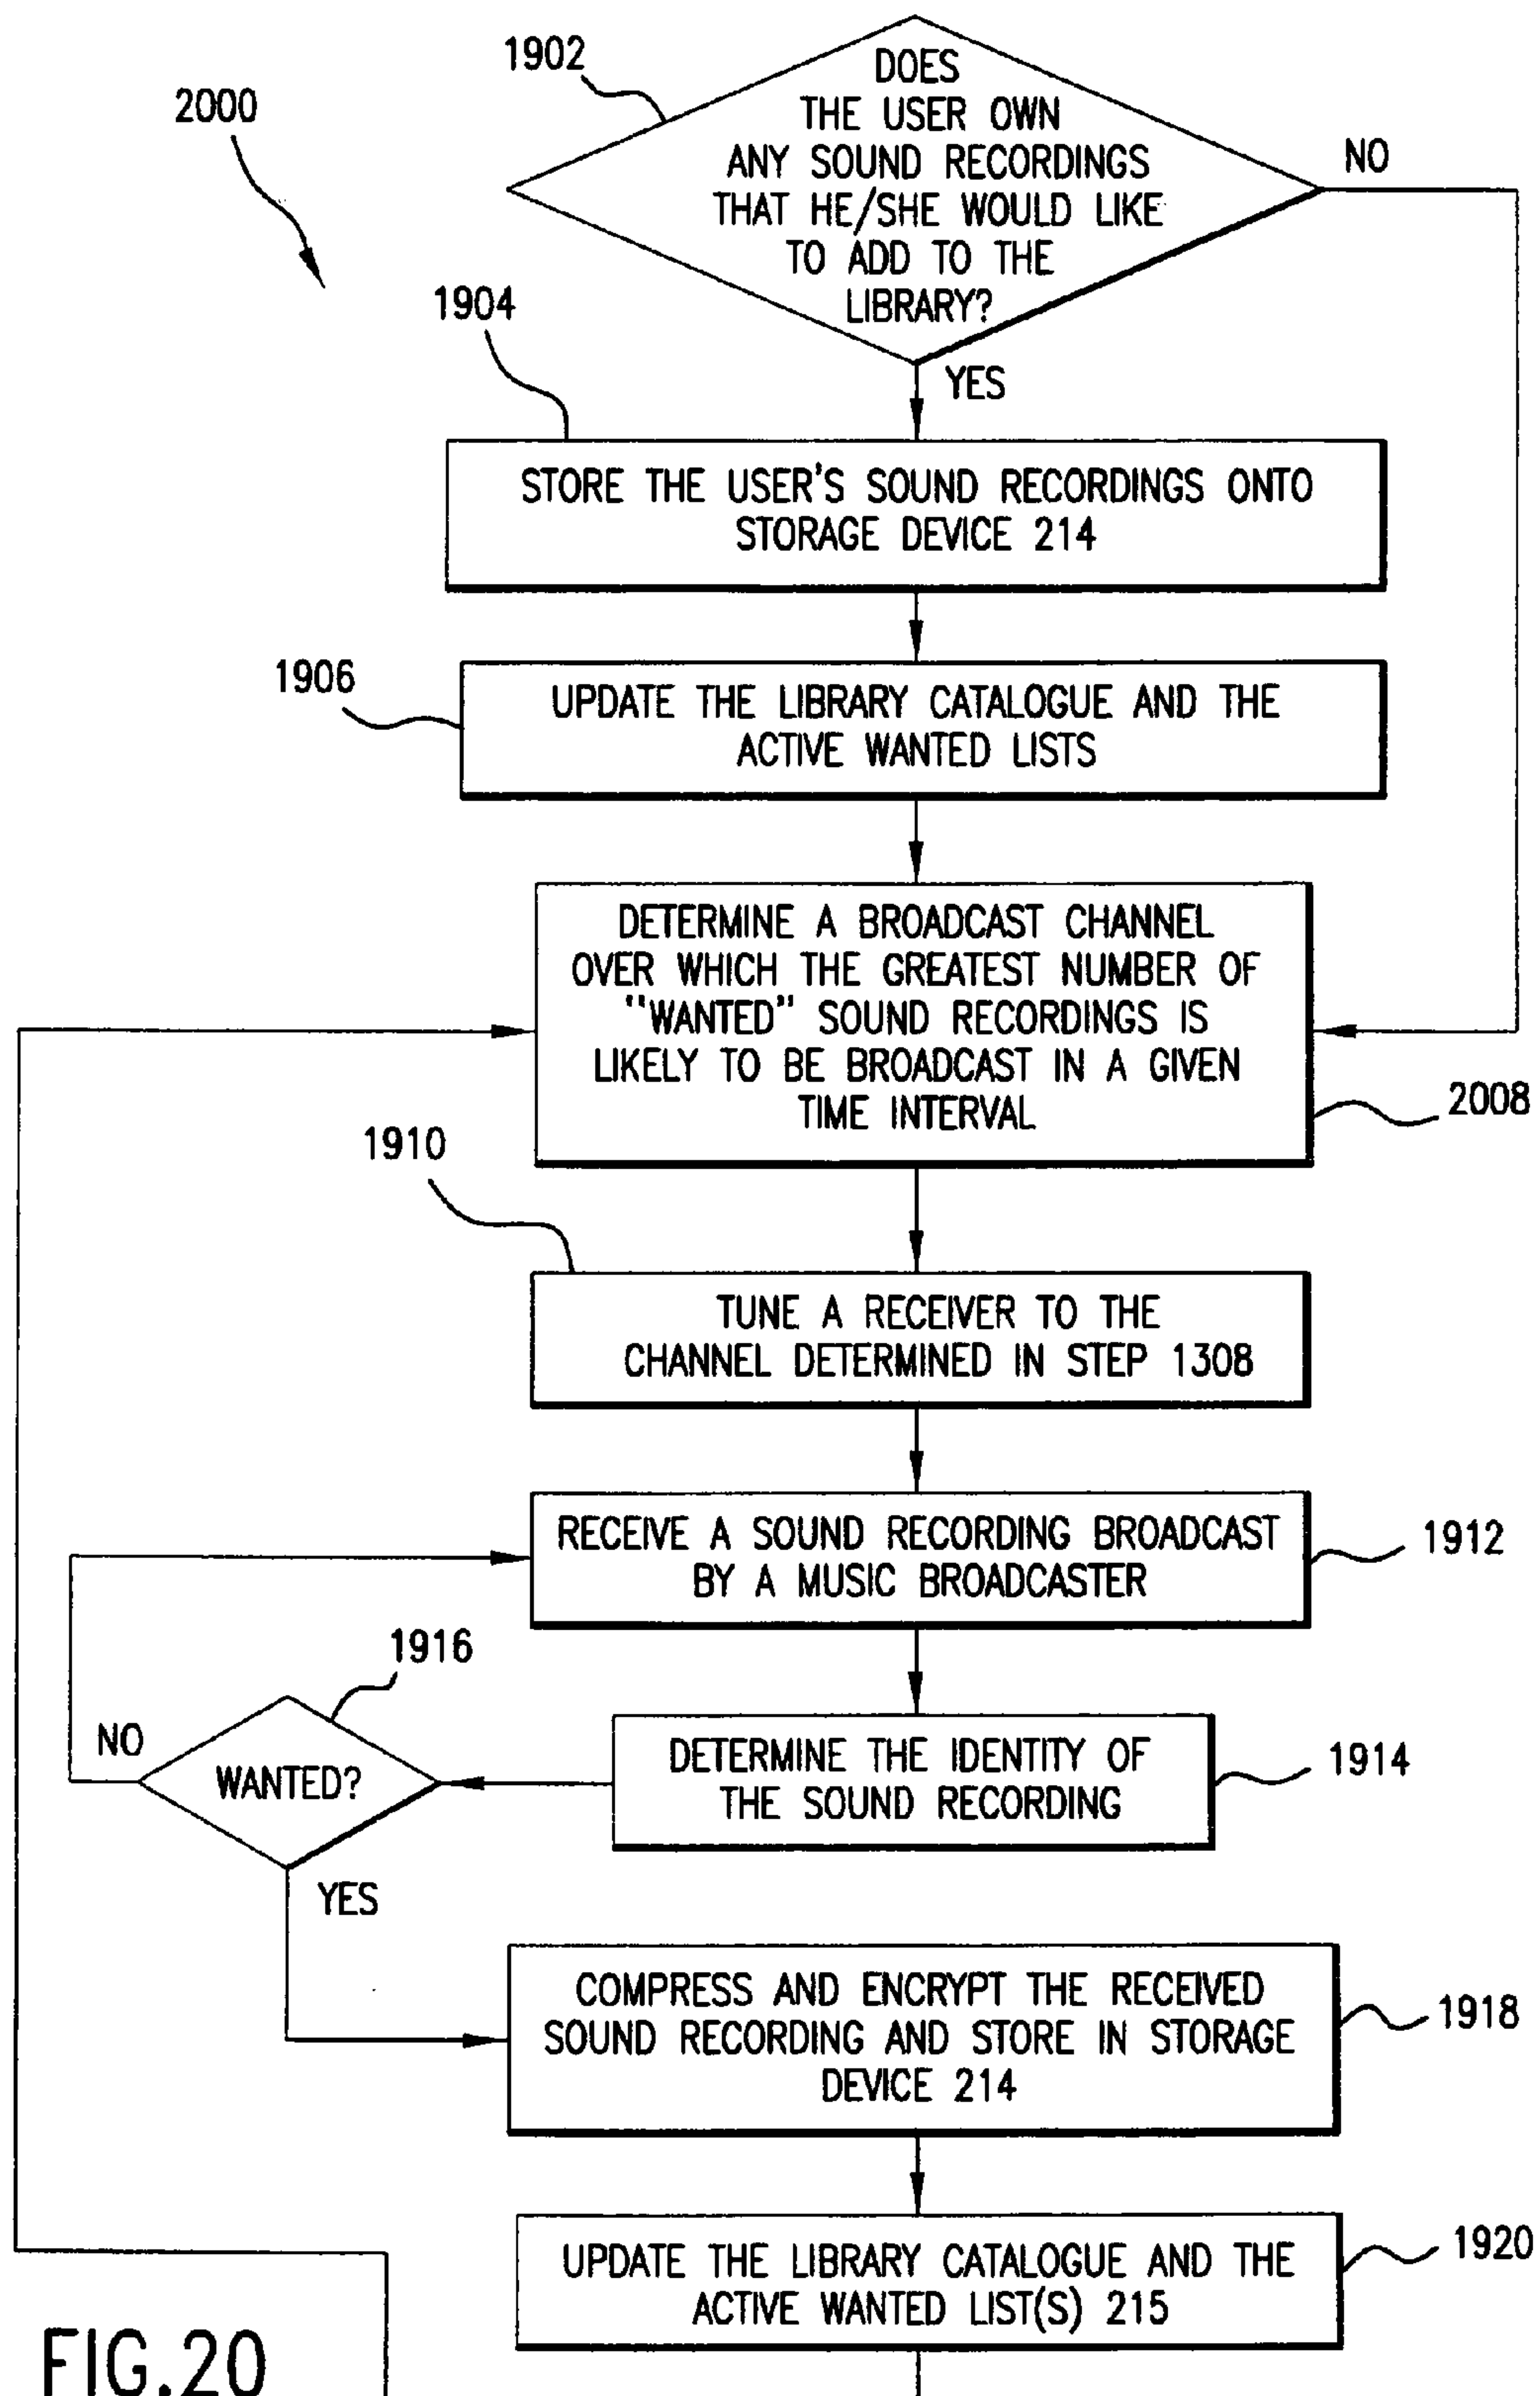 1902
2000
DOES
THE USER OWN
ANY SOUND RECORDINGS
THAT HE/SHE WOULD LIKE
TO ADD TO THE
LIBRARY?
NO
YES
1904
STORE THE USER'S SOUND RECORDINGS ONTO
STORAGE DEVICE 214
1906
UPDATE THE LIBRARY CATALOGUE AND THE
ACTIVE WANTED LISTS
DETERMINE A BROADCAST CHANNEL
OVER WHICH THE GREATEST NUMBER OF
"WANTED" SOUND RECORDINGS IS
LIKELY TO BE BROADCAST IN A GIVEN
TIME INTERVAL
2008
1910
TUNE A RECEIVER TO THE
CHANNEL DETERMINED IN STEP 1308
RECEIVE A SOUND RECORDING BROADCAST
BY A MUSIC BROADCASTER
1912
1916
NO
WANTED?
YES
DETERMINE THE IDENTITY OF
THE SOUND RECORDING
1914
COMPRESS AND ENCRYPT THE RECEIVED
SOUND RECORDING AND STORE IN STORAGE
DEVICE 214
1918
UPDATE THE LIBRARY CATALOGUE AND THE
ACTIVE WANTED LIST(S) 215
1920
FIG.20